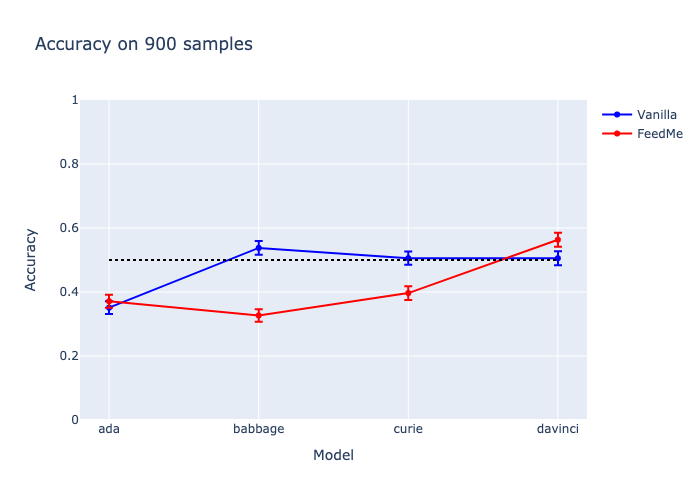 Accuracy on 900 samples
1
0.8
0.6
0.4
0.2
0
Accuracy
ada
babbage
curie
davinci
Model
Vanilla
FeedMe